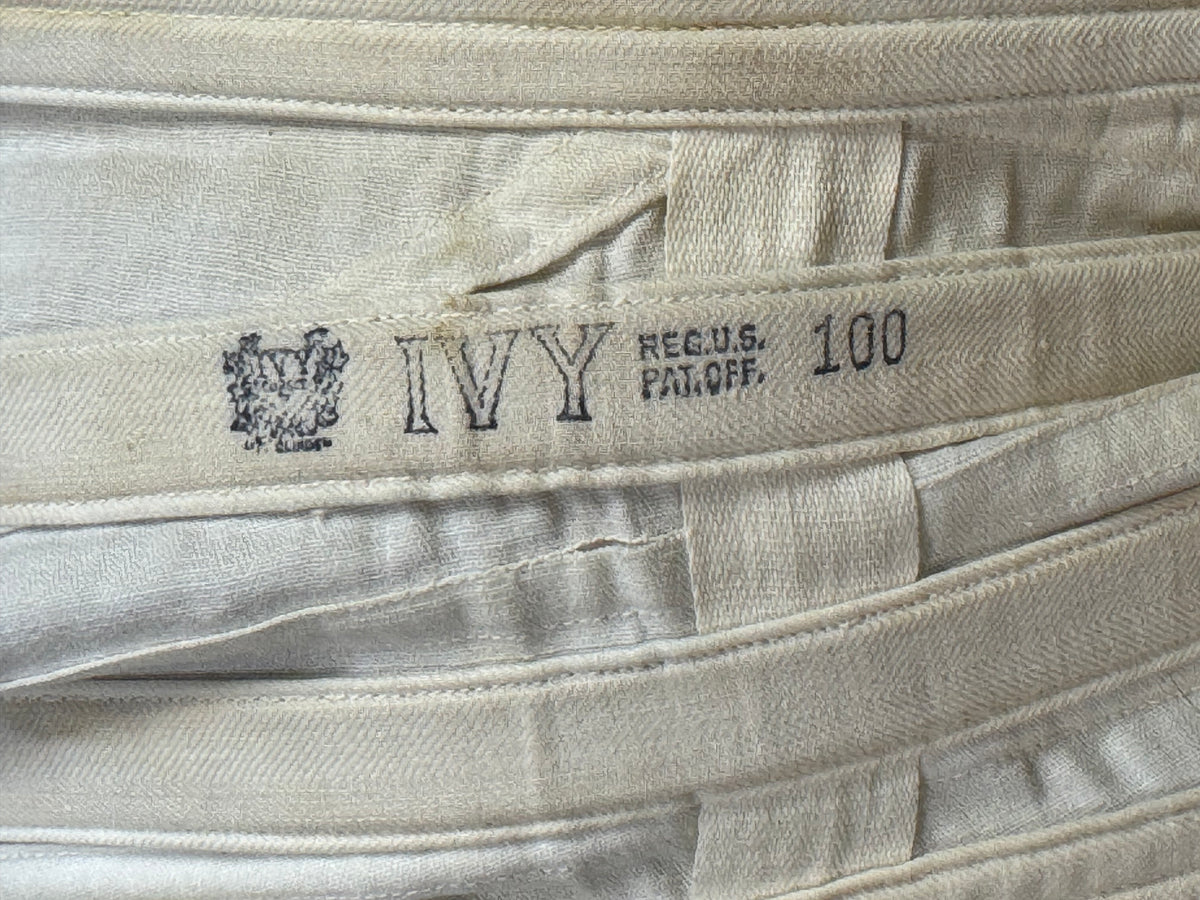 IVY
REG.U.S.
PAT.OFF.
100